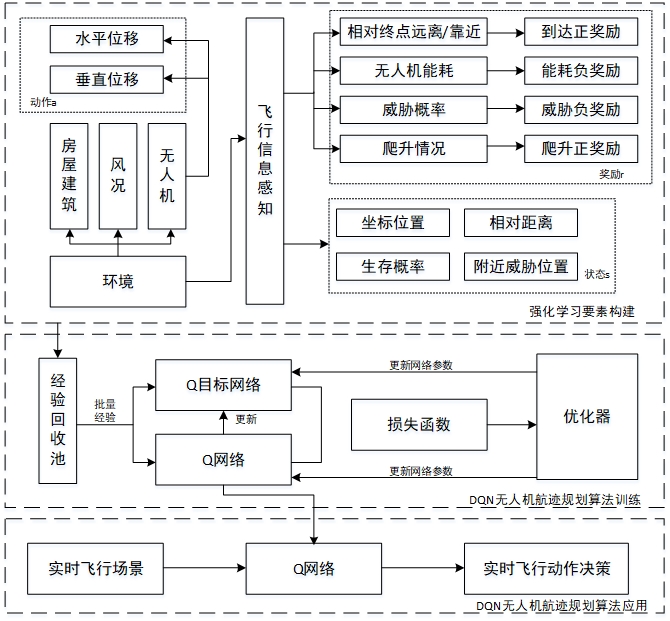 水平位移
垂直位移
动作a
房屋建筑
风况
无人机
环境
飞行信息感知
相对终点远离/靠近
到达正奖励
无人机能耗
能耗负奖励
威胁概率
威胁负奖励
爬升情况
爬升正奖励
奖励r
坐标位置
相对距离
生存概率
附近威胁位置
状态s
强化学习要素构建
经验回收池
批量
经验
Q目标网络
更新
Q网络
更新网络参数
损失函数
优化器
更新网络参数
DQN无人机航迹规划算法训练
实时飞行场景
Q网络
实时飞行动作决策
DQN无人机航迹规划算法应用